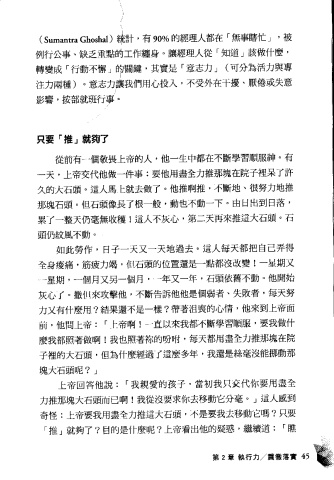 （Sumantra Ghoshal）統計，有90%的經理人都在「無事瞎忙」，被
例行公事、缺乏重點的工作纏身。讓經理人從「知道」該做什麼，
轉變成「行動不懈」的關鍵，其實是「意志力」（可分為活力與專
注力兩種）。意志力讓我們用心投入，不受外在干擾、厭倦或失意
影響，按部就班行事。
只要「推」就夠了
從前有一個敬畏上帝的人，他一生中都在不斷學習順服神。有
一天，上帝交代他做一件事：要他用盡全力推那塊在院子裡呆了許
久的大石頭。這人馬上就去做了。他推啊推，不斷地、很努力地推
那塊石頭，但石頭像長了根一般，動也不動一下。由日出到日落，
累了一整天仍毫無收穫！這人不灰心，第二天再來推這大石頭。石
頭仍紋風不動。
如此勞作，日子一天又一天地過去，這人每天都把自己弄得
全身痠痛，筋疲力竭，但石頭的位置還是一點都沒改變！一星期又
一星期，一個月又另一個月，一年又一年，石頭依舊不動。他開始
灰心了。撒但來攻擊他，不斷告訴他他是個弱者、失敗者，每天努
力又有什麼用？結果還不是一樣？帶著沮喪的心情，他來到上帝面
前，他問上帝：「上帝啊！一直以來我都不斷學習順服，要我做什
麼我都照著做啊！我也照著祢的吩咐，每天都用盡全力推那塊在院
子裡的大石頭，但為什麼經過了這麼多年，我還是絲毫沒能挪動那
塊大石頭呢？」
上帝回答他說：「我親愛的孩子，當初我只交代你要用盡全
力推那塊大石頭而已啊！我從沒要求你去移動它分毫。」這人感到
奇怪：上帝要我用盡全力推這大石頭，不是要我去移動它嗎？只要
「推」就夠了？目的是什麼呢？上帝看出他的疑惑，繼續道：「瞧
第 2 章 執行力／貫徹落實 45